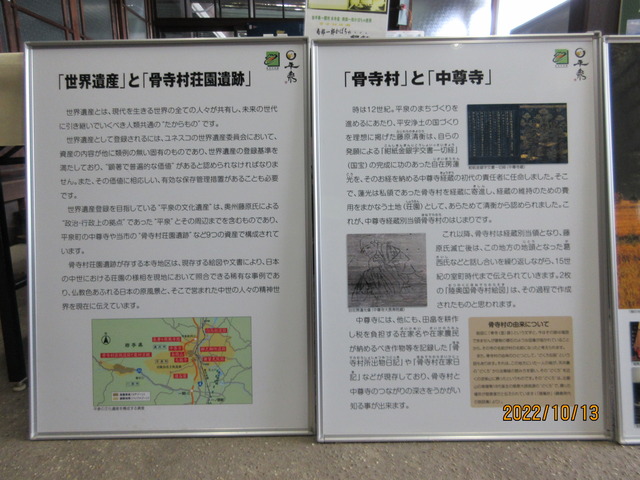 「世界遺産」と「骨寺村荘園遺跡」
世界遺産とは、現代を生きる世界の全ての人々が共有し、未来の世代
に引き継いでいくべき人類共通の“たからもの”です。
世界遺産として登録されるには、ユネスコの世界遺産委員会において、
資産の内容が他に類例の無い固有のものであり、世界遺産の登録基準を
満たしており、“顕著で普遍的な価値”があると認められなければなりま
せん。また、その価値に相応しい、有効な保存管理措置があることも必要
です。
世界遺産登録を目指している“平泉の文化遺産”は、奥州藤原氏による
“政治・行政上の拠点”であった“平泉”とその周辺までを含むものであり、
平泉町の中尊寺や当市の“骨寺村荘園遺跡”など9つの資産で構成されて
います。
骨寺村荘園遺跡が存する本寺地区は、現存する絵図や文書により、日本
の中世における荘園の様相を現地において照合できる稀有な事例であ
り、仏教色あふれる日本の原風景と、そこで営まれた中世の人々の精神世
界を現在に伝えています。
平泉
「骨寺村」と「中尊寺」
時は12世紀。平泉のまちづくり
を進めるにあたり、平安浄土の国づくり
を理想に掲げた藤原清衡は、自らの
発願による『紺紙金銀字交書一切経』
（国宝）の完成に功のあった自在房蓮
光を、そのお経を納める中尊寺経蔵の初代の責任者に任命しました。そこ
で、蓮光は私領であった骨寺村を経蔵に寄進し、経蔵の維持のための費
用をまかなう土地（荘園）として、あらためて清衡から認められました。こ
れが、中尊寺経蔵別当領骨寺村のはじまりです。
これ以降、骨寺村は経蔵別当領となり、藤
原氏滅亡後は、この地方の地頭となった葛
西氏などと話し合いを繰り返しながら、15世
紀の室町時代まで伝えられていきます。2枚
の『陸奥国骨寺村絵図』は、その過程で作
成されたものと思われます。
中尊寺には、他にも、田畠を耕作
し税を負担する在家名や在家農民
が納めるべき作物等を記録した『骨
寺村所出物日記』や『骨寺村在家日
記』などが現存しており、骨寺村と
中尊寺のつながりの深さをうかがい
知る事が出来ます。
骨寺村の由来について
平泉
2022/10/13